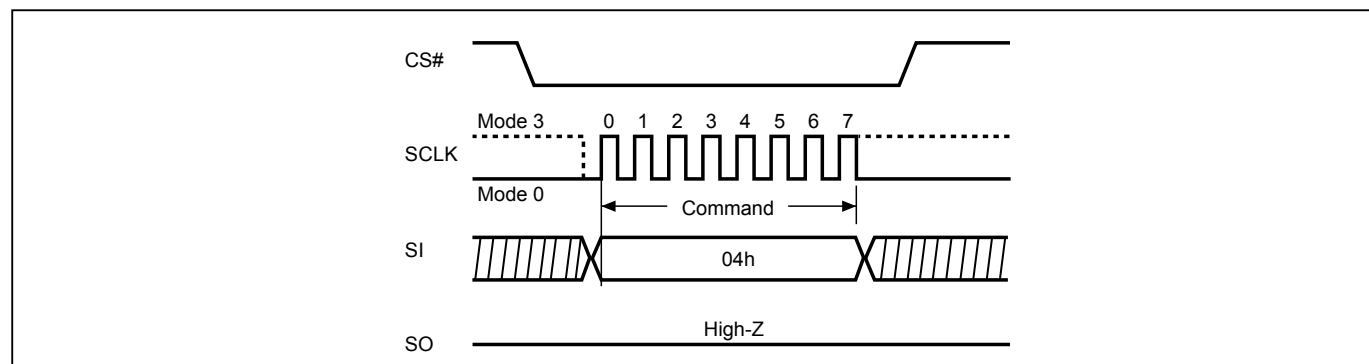 CS#
Mode 3
0 1 2 3 4 5 6 7
SCLK
Mode 0
Command
SI
04h
High-Z
SO